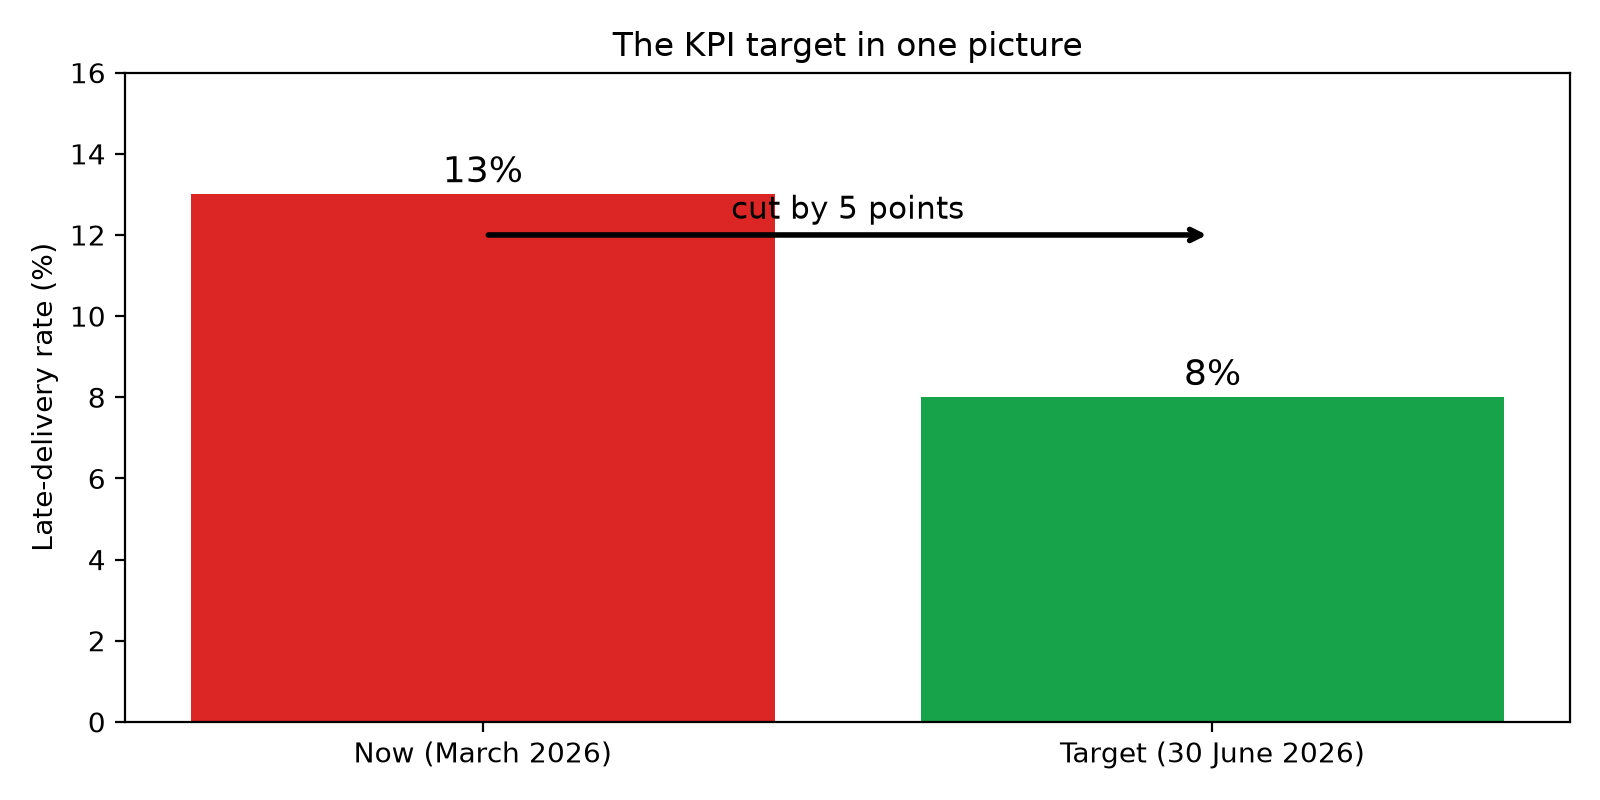 The KPI target in one picture
Late-delivery rate (%)
16
14
12
10
8
6
4
2
0
13%
cut by 5 points
8%
Now (March 2026)
Target (30 June 2026)